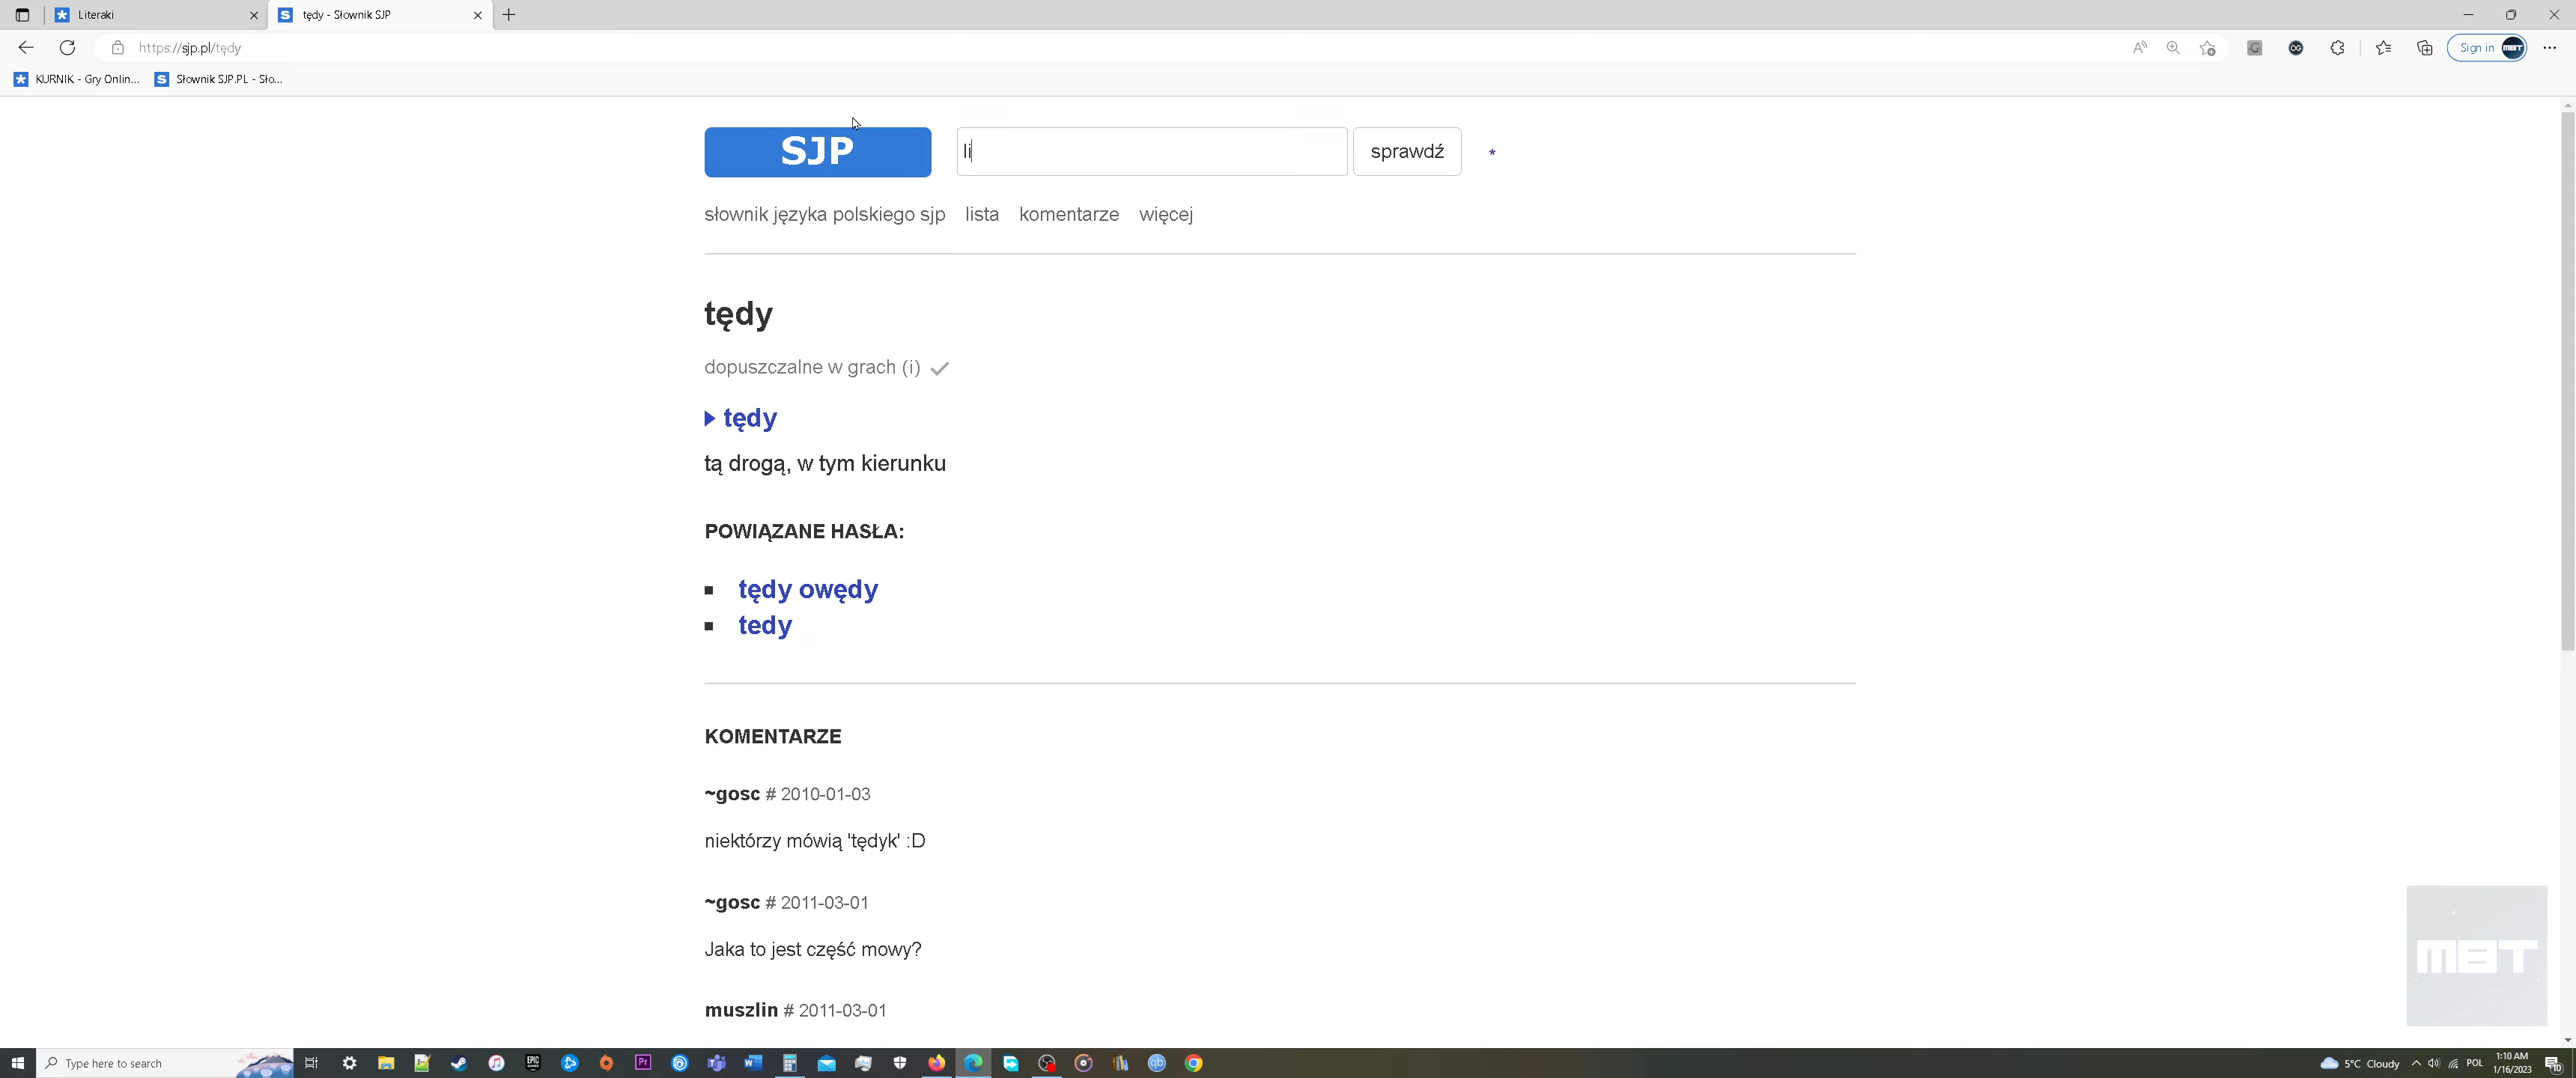 Literaki
tędy - Słownik SJP
https://sjp.pl/tędy
Sign in
KURNIK - Gry Onlin...
Słownik SJP.PL - Sło...
SJP
li
sprawdź
*
słownik języka polskiego sjp lista komentarze więcej
tędy
dopuszczalne w grach (i)
tędy
tą drogą, w tym kierunku
POWIĄZANE HASŁA:
tędy owędy
tedy
KOMENTARZE
~gosc # 2010-01-03
niektórzy mówią 'tędyk' :D
~gosc # 2011-03-01
Jaka to jest część mowy?
muszlin # 2011-03-01
MBT
Type here to search
5°C Cloudy
POL
1:10 AM
1/16/2023